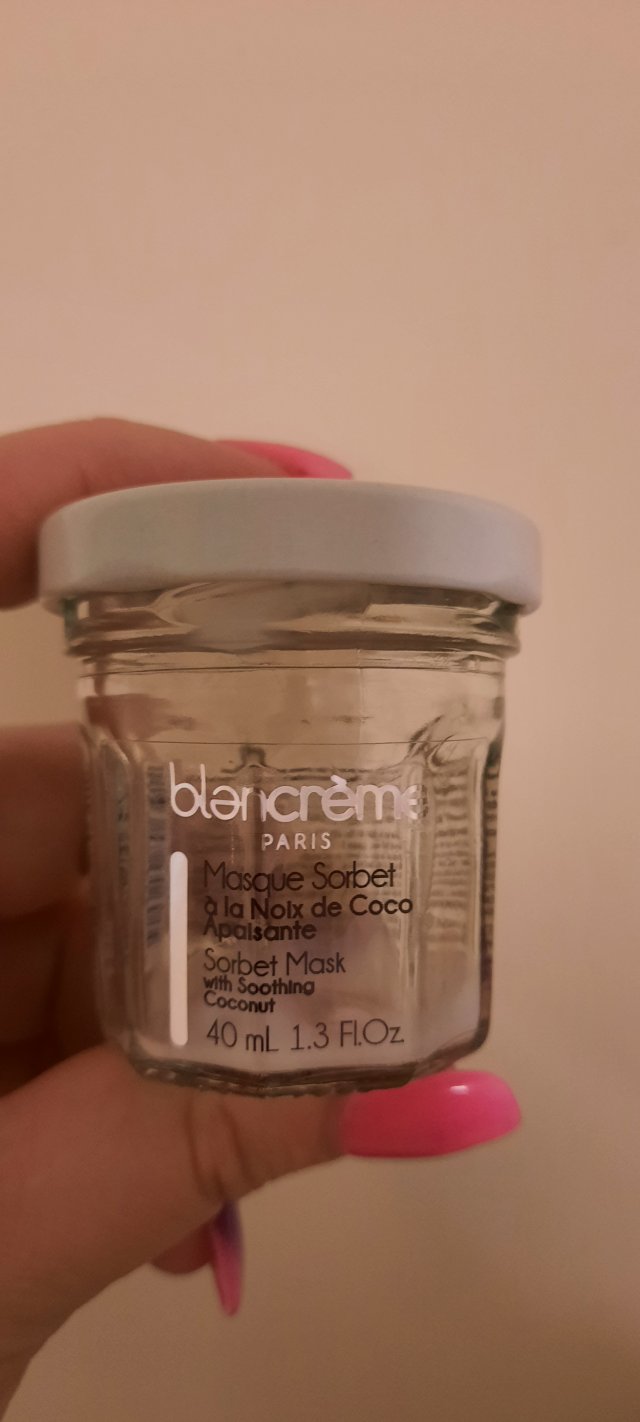 blancrème
PARIS
Masque Sorbet
à la Noix de Coco
Apaisante
Sorbet Mask
with Soothing
Coconut
40 mL 1.3 Fl.Oz.